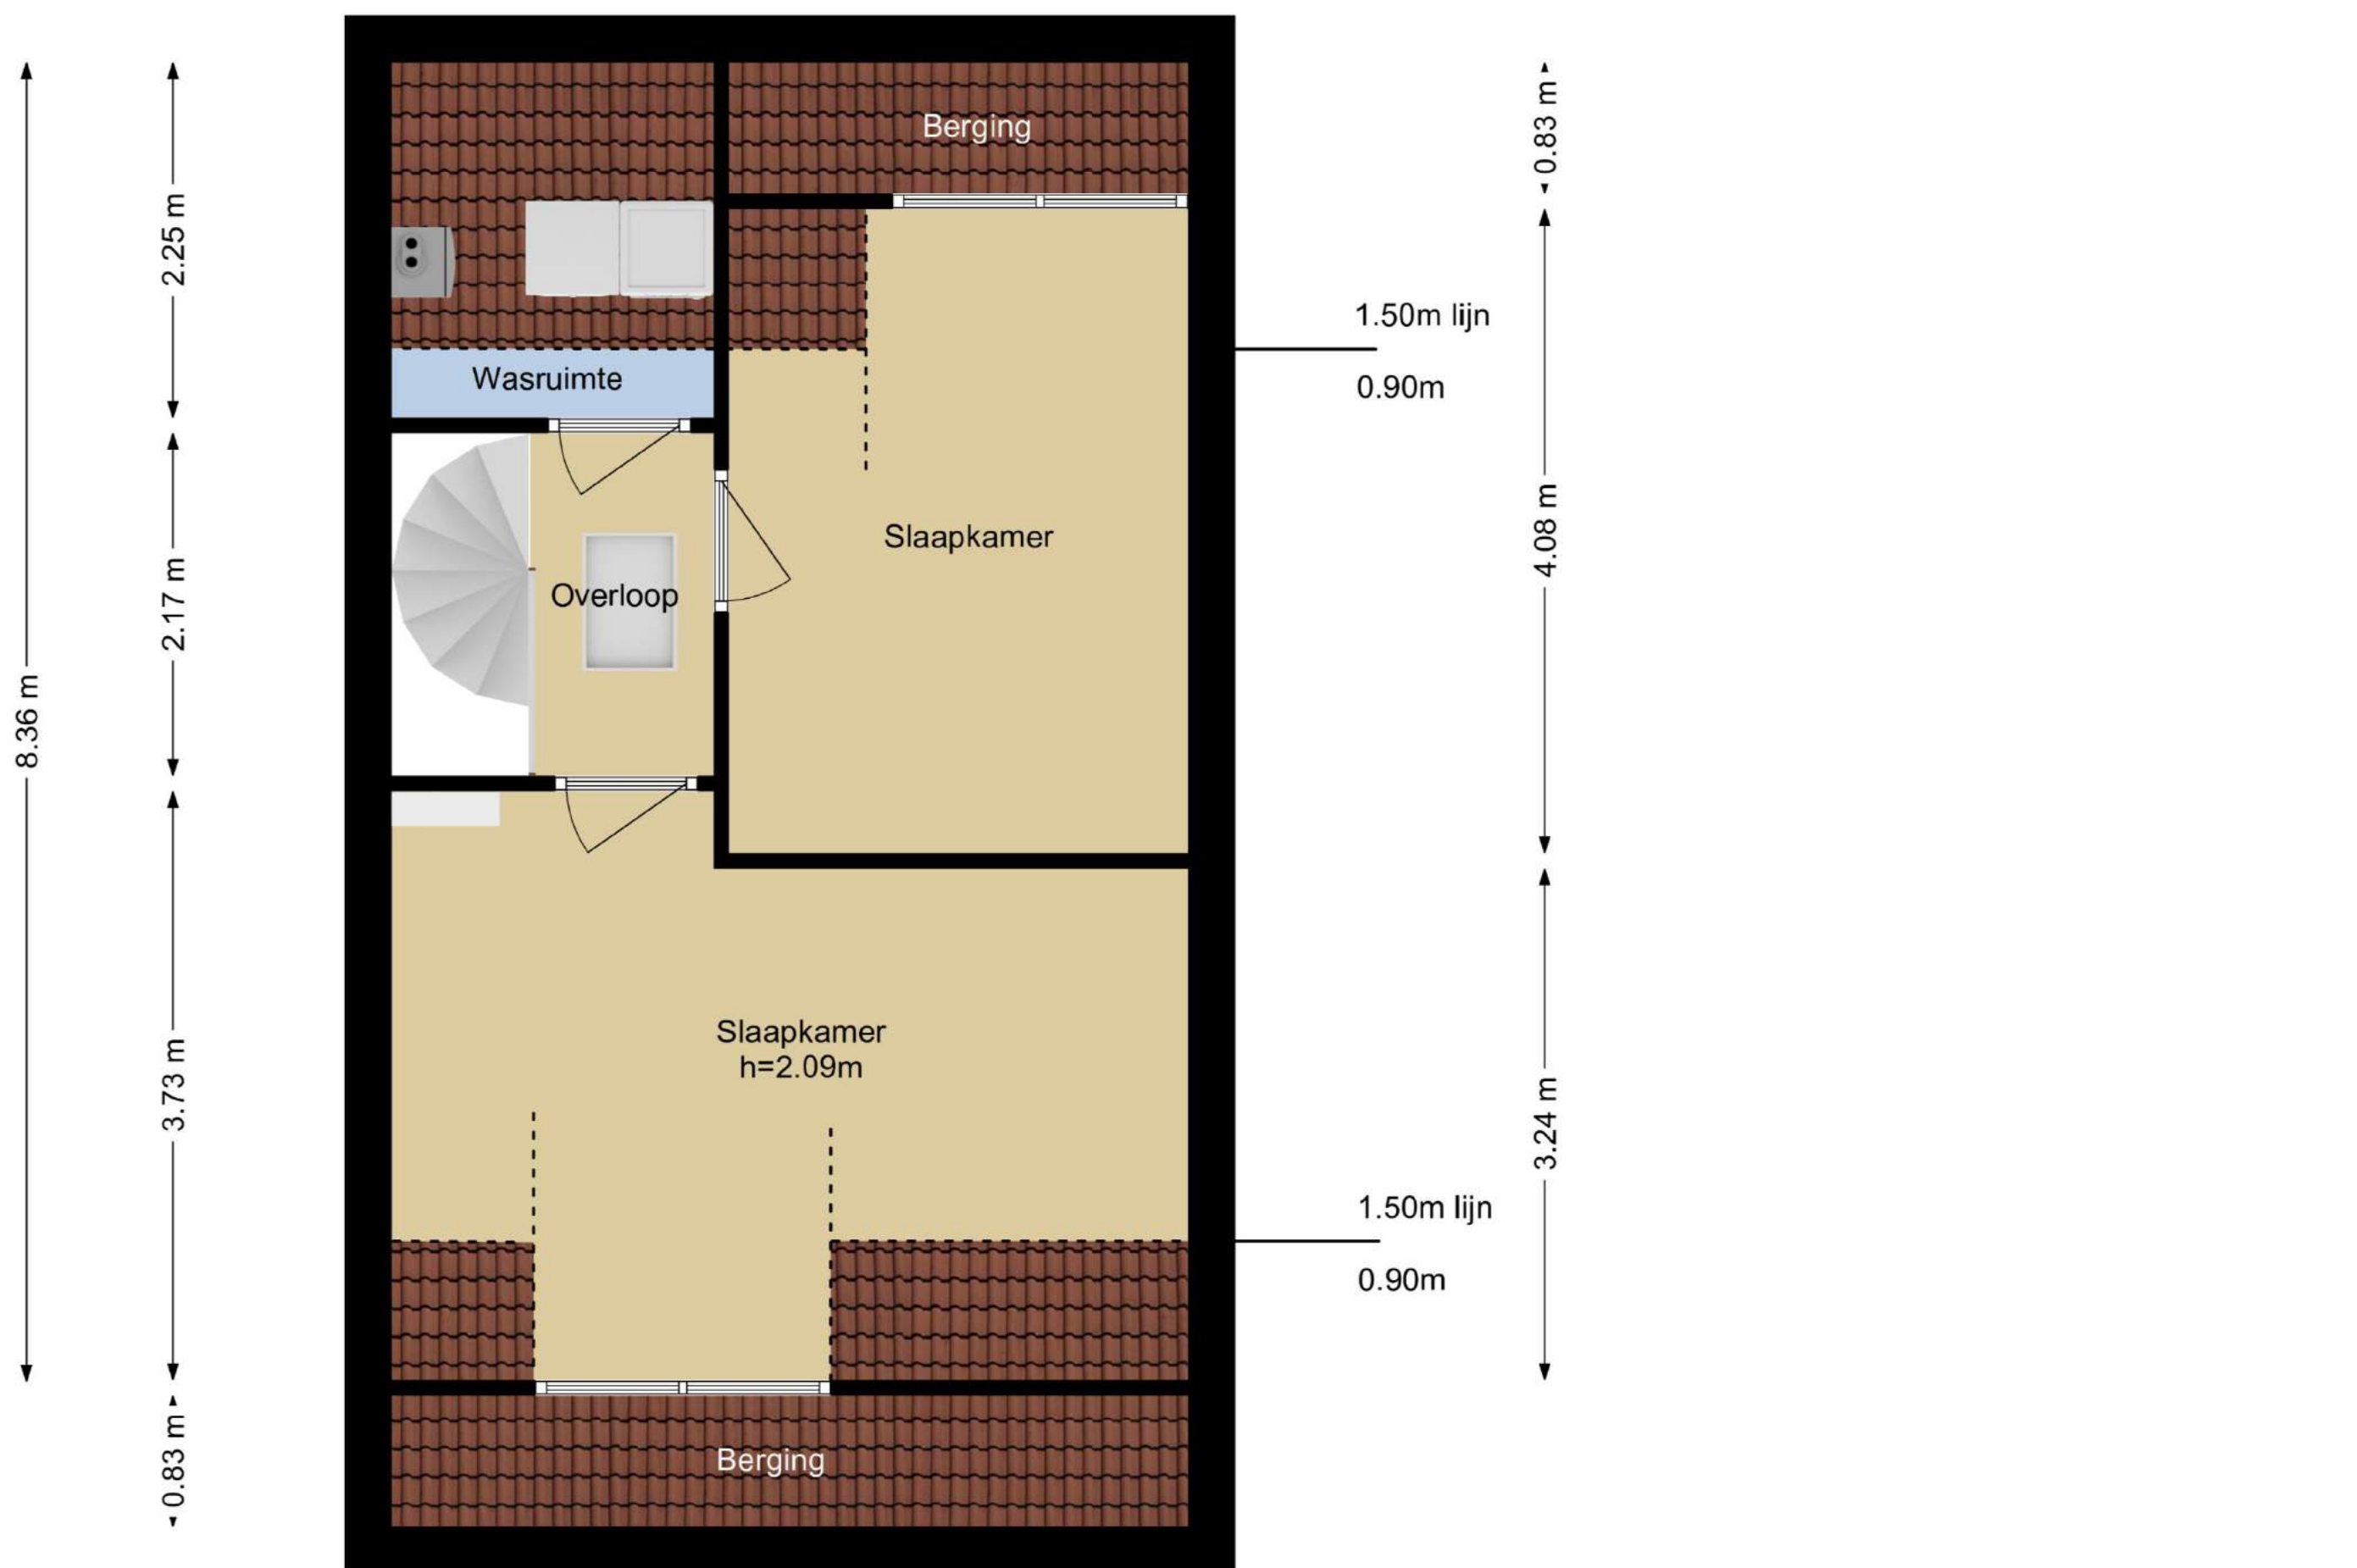 Berging
0.83 m
2.25 m
1.50m lijn
0.90m
Wasruimte
4.08 m
Slaapkamer
Overloop
2.17 m
8.36 m
Slaapkamer
h=2.09m
3.73 m
3.24 m
1.50m lijn
0.90m
Berging
0.83 m